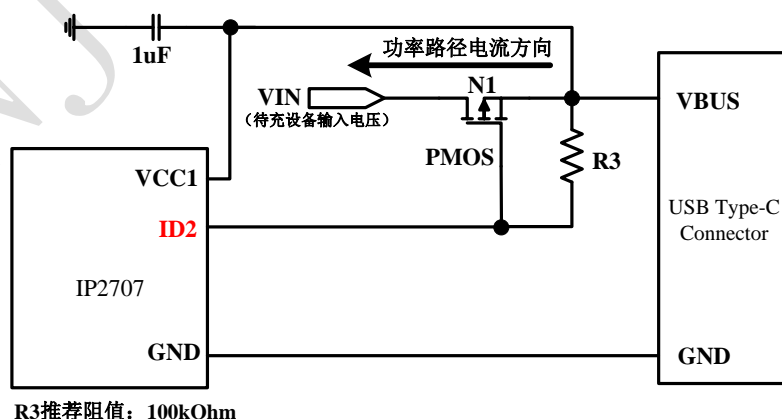 1uF
功率路径电流方向
N1
VIN
（待充设备输入电压）
VBUS
PMOS
R3
VCC1
ID2
USB Type-C
Connector
IP2707
GND
GND
R3推荐阻值：100kOhm